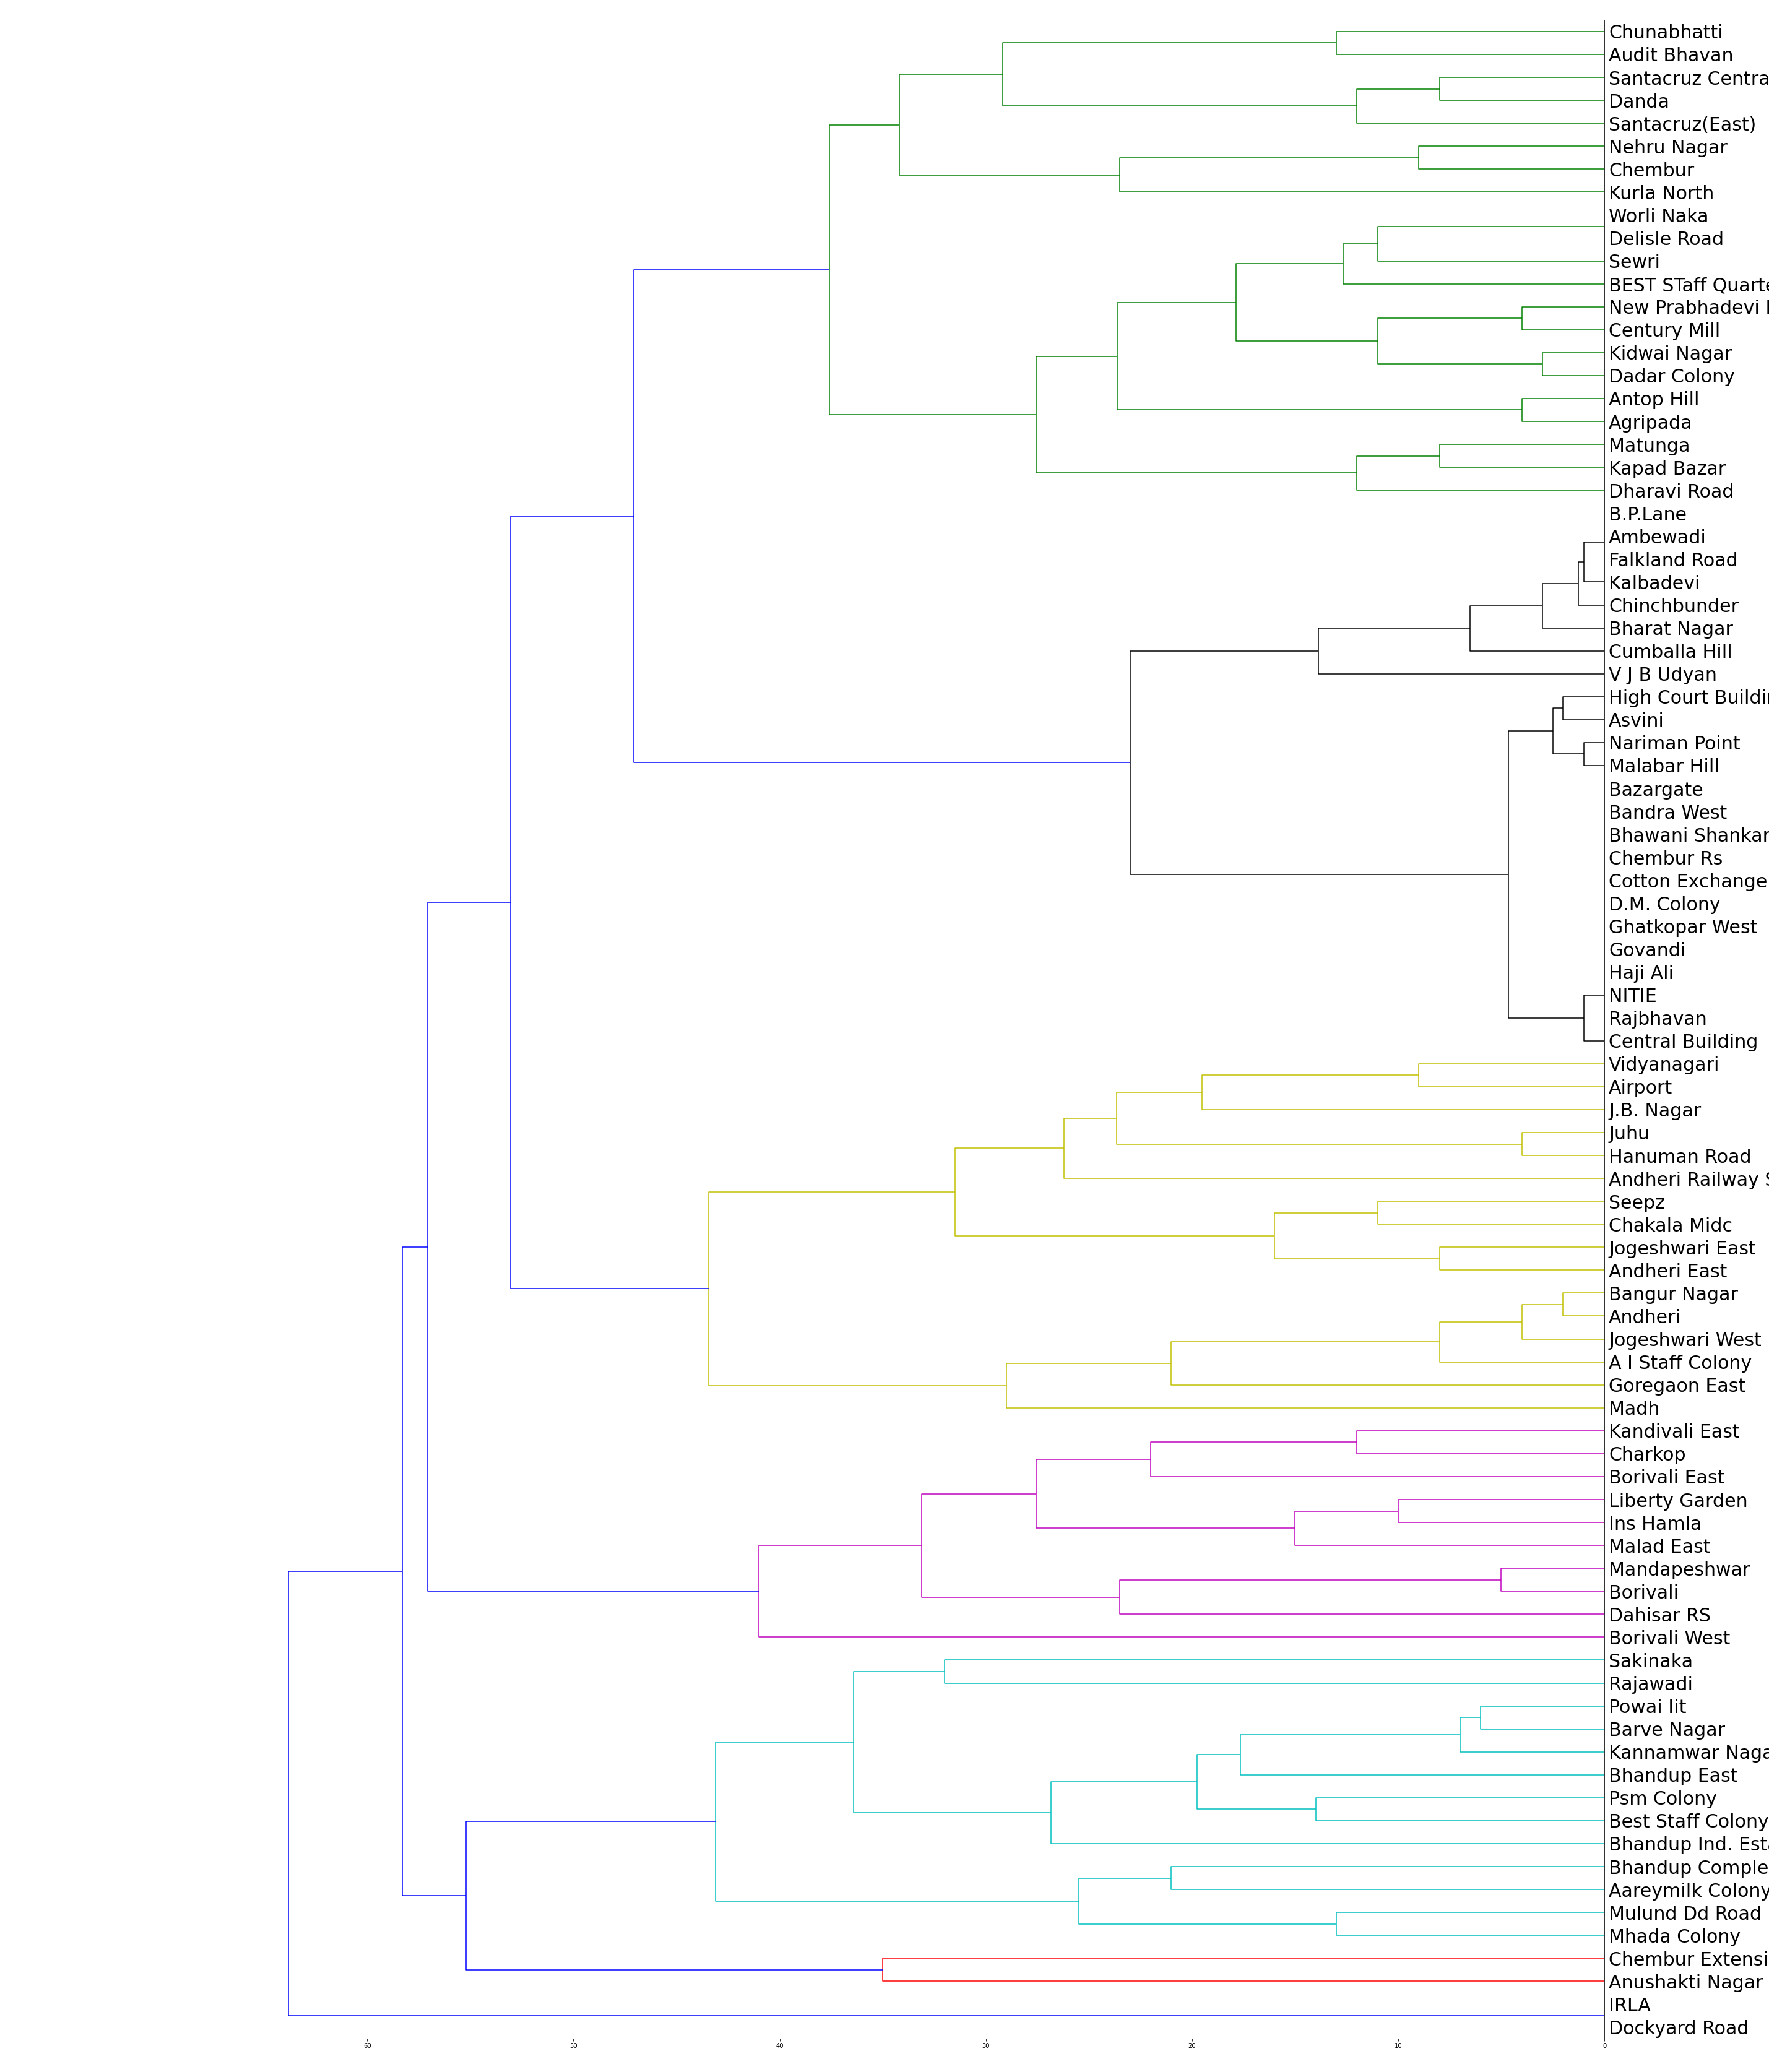 Chunabhatti
Audit Bhavan
Santacruz Centra
Danda
Santacruz(East)
Nehru Nagar
Chembur
Kurla North
Worli Naka
Delisle Road
Sewri
BEST STaff Quarte
New Prabhadevi
Century Mill
Kidwai Nagar
Dadar Colony
Antop Hill
Agripada
Matunga
Kapad Bazar
Dharavi Road
B.P.Lane
Ambewadi
Falkland Road
Kalbadevi
Chinchbunder
Bharat Nagar
Cumballa Hill
V J B Udyan
High Court Buildi
Asvini
Nariman Point
Malabar Hill
Bazargate
Bandra West
Bhawani Shankar
Chembur Rs
Cotton Exchange
D.M. Colony
Ghatkopar West
Govandi
Haji Ali
NITIE
Rajbhavan
Central Building
Vidyanagari
Airport
J.B. Nagar
Juhu
Hanuman Road
Andheri Railway S
Seepz
Chakala Midc
Jogeshwari East
Andheri East
Bangur Nagar
Andheri
Jogeshwari West
A I Staff Colony
Goregaon East
Madh
Kandivali East
Charkop
Borivali East
Liberty Garden
Ins Hamla
Malad East
Mandapeshwar
Borivali
Dahisar RS
Borivali West
Sakinaka
Rajawadi
Powai Iit
Barve Nagar
Kannamwar Naga
Bhandup East
Psm Colony
Best Staff Colony
Bhandup Ind. Est
Bhandup Comple
Aareymilk Colony
Mulund Dd Road
Mhada Colony
Chembur Extensi
Anushakti Nagar
IRLA
Dockyard Road
60 50 40 30 20 10 0